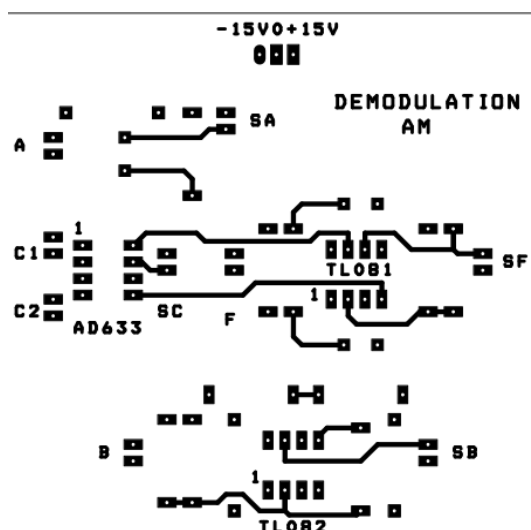 -15V0+15V
DEMODULATION
AM
SA
A
1
C1
TL081
SF
C2
1
SC
F
AD633
B
SB
1
TL082